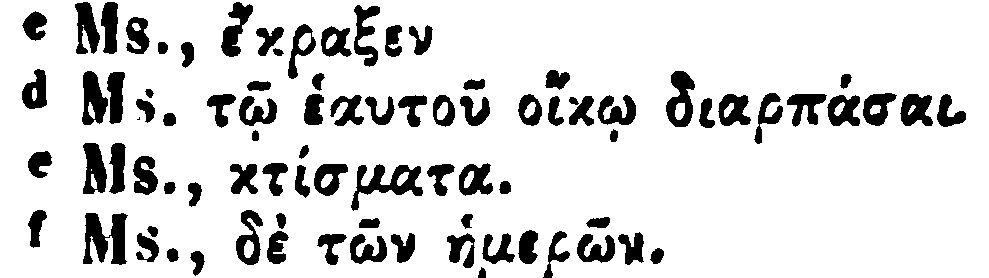 c Ms., ἔκραξεν
d Ms. τῷ ἑαυτοῦ οἴκῳ διαρπάσαι
e Ms., κτίσματα.
f Ms., δὲ τῶν ἡμερῶν.